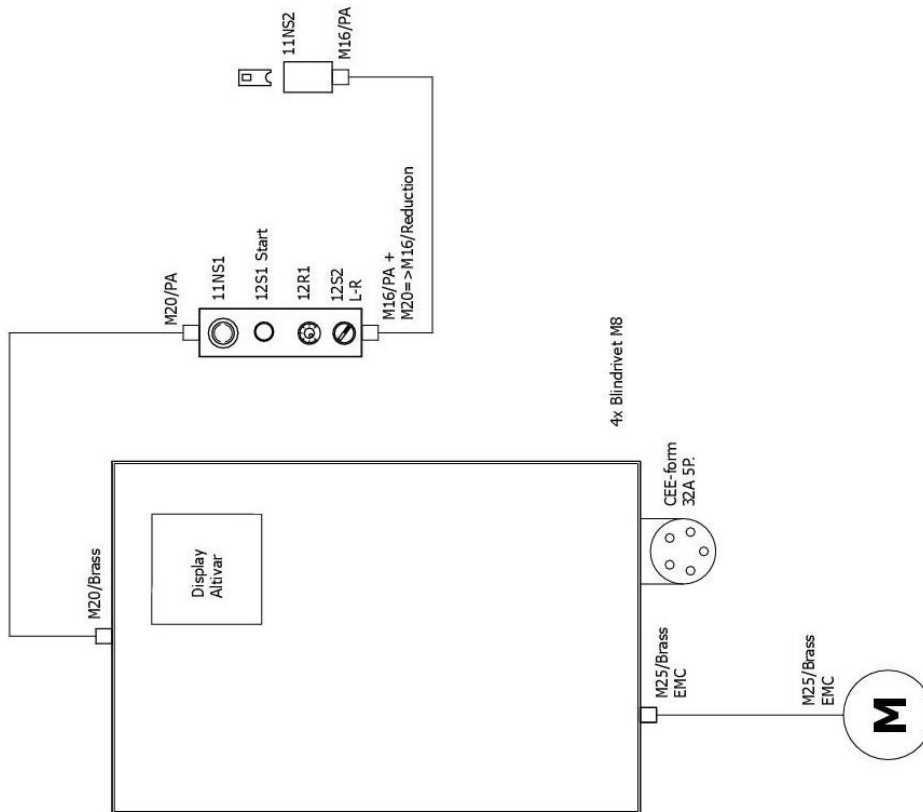 11NS2
M16/PA
M20/PA
11NS1
12S1 Start
12R1
12S2
L-R
M16/PA +
M20=>M16/Reduction
4x Blindrivet M8
M20/Brass
Display
Altivar
CEE-form
32A 5P.
M25/Brass
EMC
M25/Brass
EMC
M